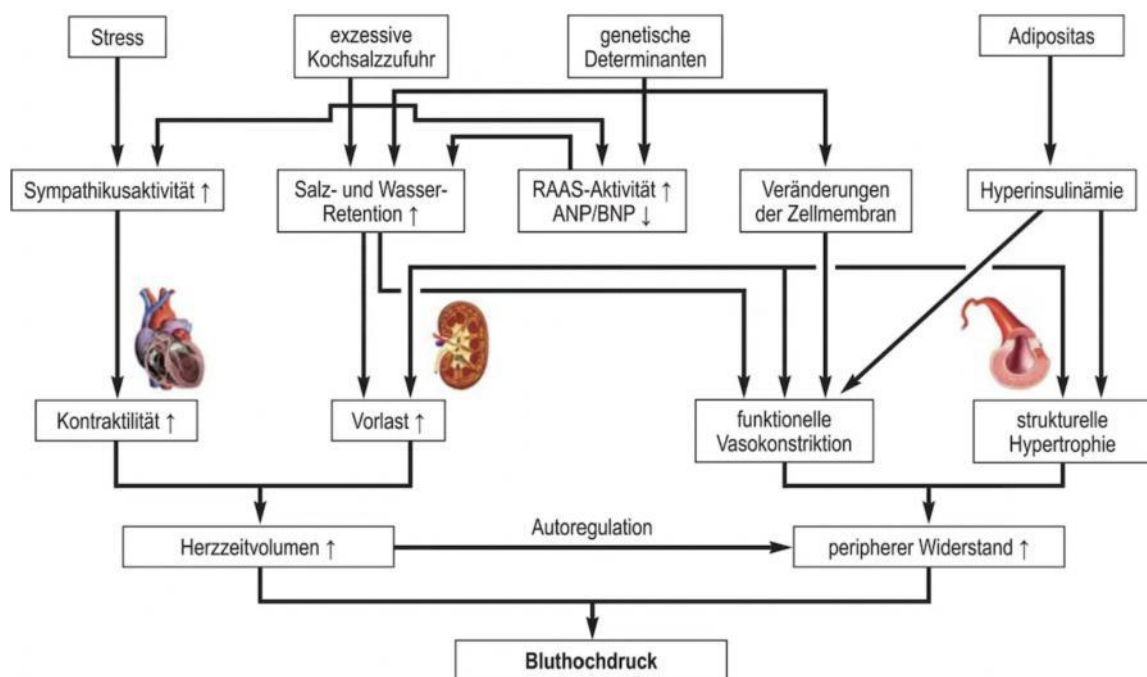 Stress
exzessive
Kochsalzzufuhr
genetische
Determinanten
Adipositas
Sympathikusaktivität ↑
Salz- und Wasser-
Retention ↑
RAAS-Aktivität ↑
ANP/BNP ↓
Veränderungen
der Zellmembran
Hyperinsulinämie
Kontraktilität ↑
Vorlast ↑
funktionelle
Vasokonstriktion
strukturelle
Hypertrophie
Herzzeitvolumen ↑
Autoregulation
peripherer Widerstand ↑
Bluthochdruck